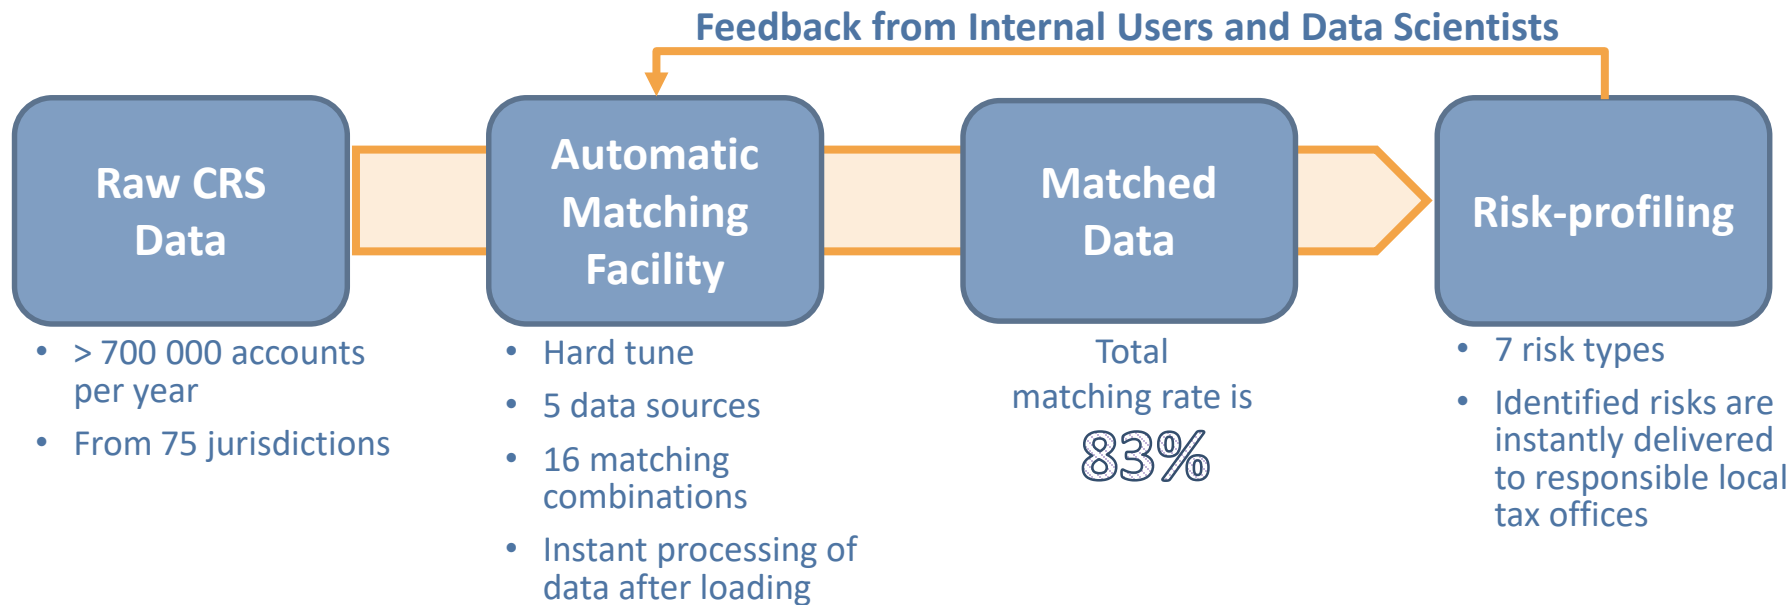 Feedback from Internal Users and Data Scientists
Raw CRS
Data
Automatic
Matching
Facility
Matched
Data
Risk-profiling
• > 700 000 accounts
per year
• From 75 jurisdictions
• Hard tune
• 5 data sources
• 16 matching
combinations
• Instant processing of
data after loading
Total
matching rate is
83%
• 7 risk types
• Identified risks are
instantly delivered
to responsible local
tax offices